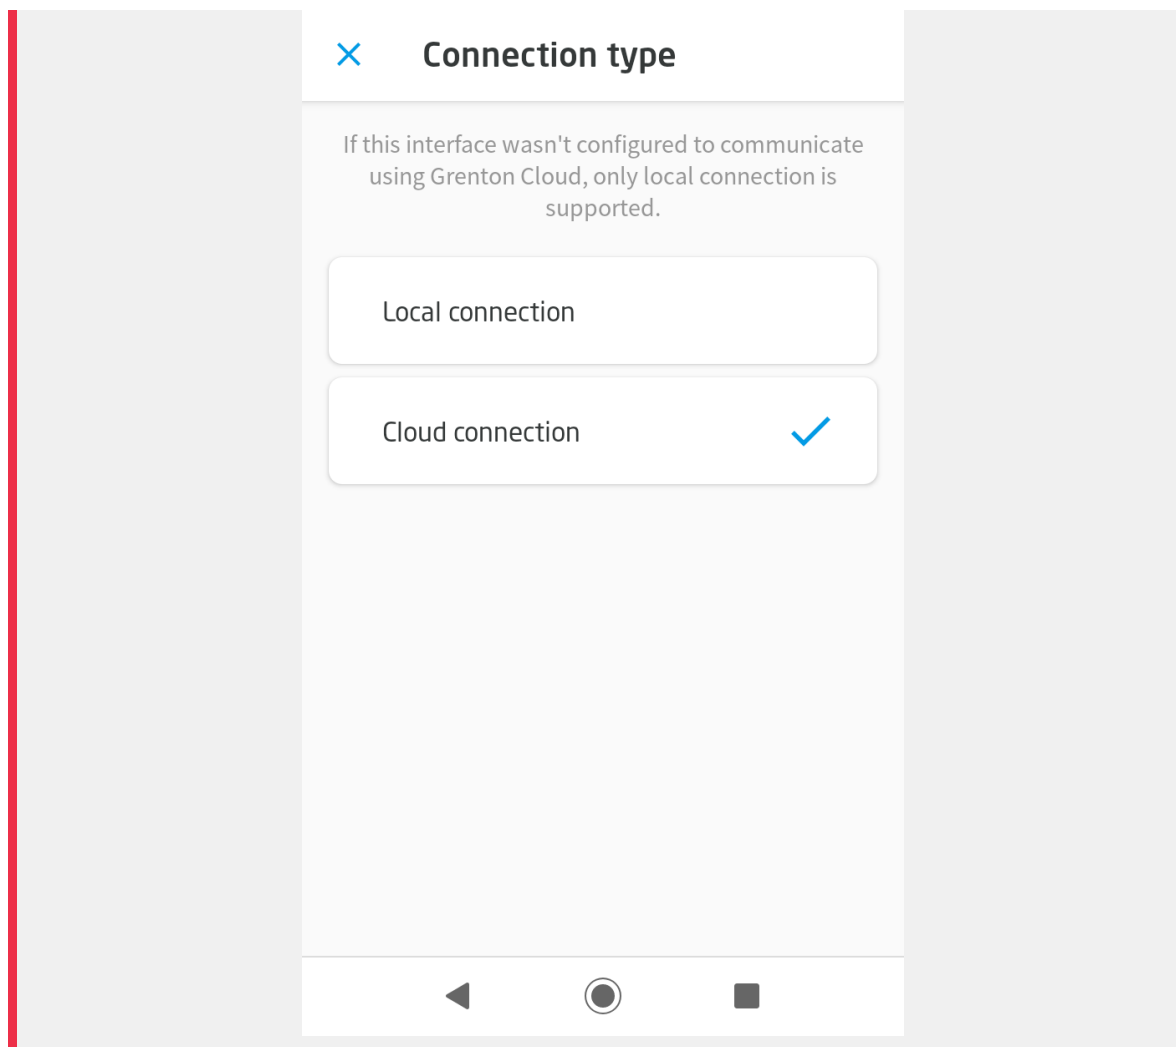 Connection type
If this interface wasn't configured to communicate
using Grenton Cloud, only local connection is
supported.
Local connection
Cloud connection